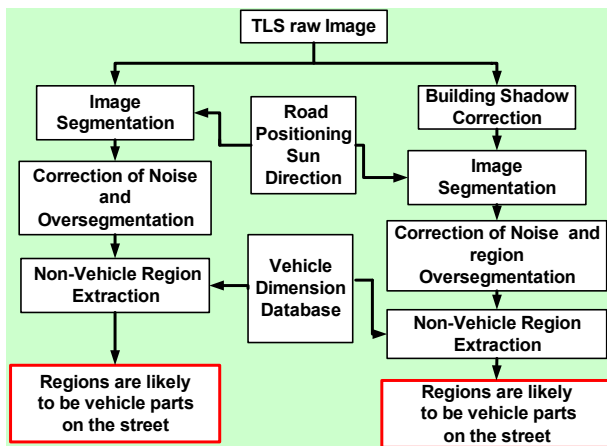 TLS raw Image
Image
Segmentation
Building Shadow
Correction
Road
Positioning
Sun
Direction
Image
Segmentation
Correction of Noise
and
Oversegmentation
Correction of Noise and
region
Oversegmentation
Non-Vehicle Region
Extraction
Vehicle
Dimension
Database
Non-Vehicle Region
Extraction
Regions are likely
to be vehicle parts
on the street
Regions are likely
to be vehicle parts
on the street